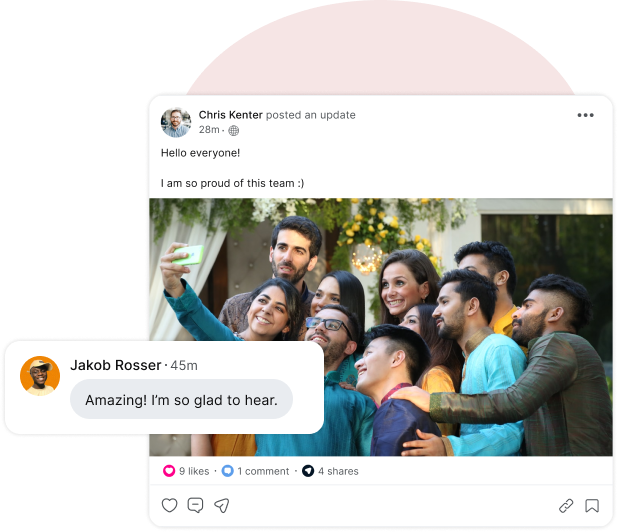 Chris Kenter posted an update
28m ·
Hello everyone!
I am so proud of this team :)
Jakob Rosser · 45m
Amazing! I’m so glad to hear.
9 likes · 1 comment · 4 shares